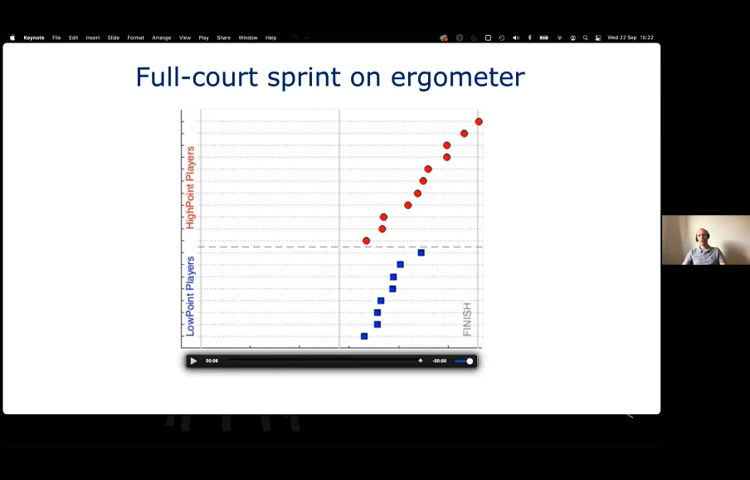 Keynote File Edit Insert Slide Format Arrange View Play Share Window Help Wed 22 Sep 15:22
Full-court sprint on ergometer
HighPoint Players
LowPoint Players
FINISH
00:06 -00:00